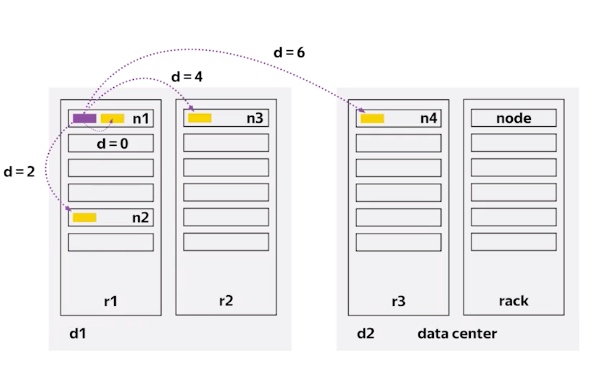 d = 6
d = 4
n1
n3
n4
node
d = 0
d = 2
n2
r1
r2
r3
rack
d1
d2
data center